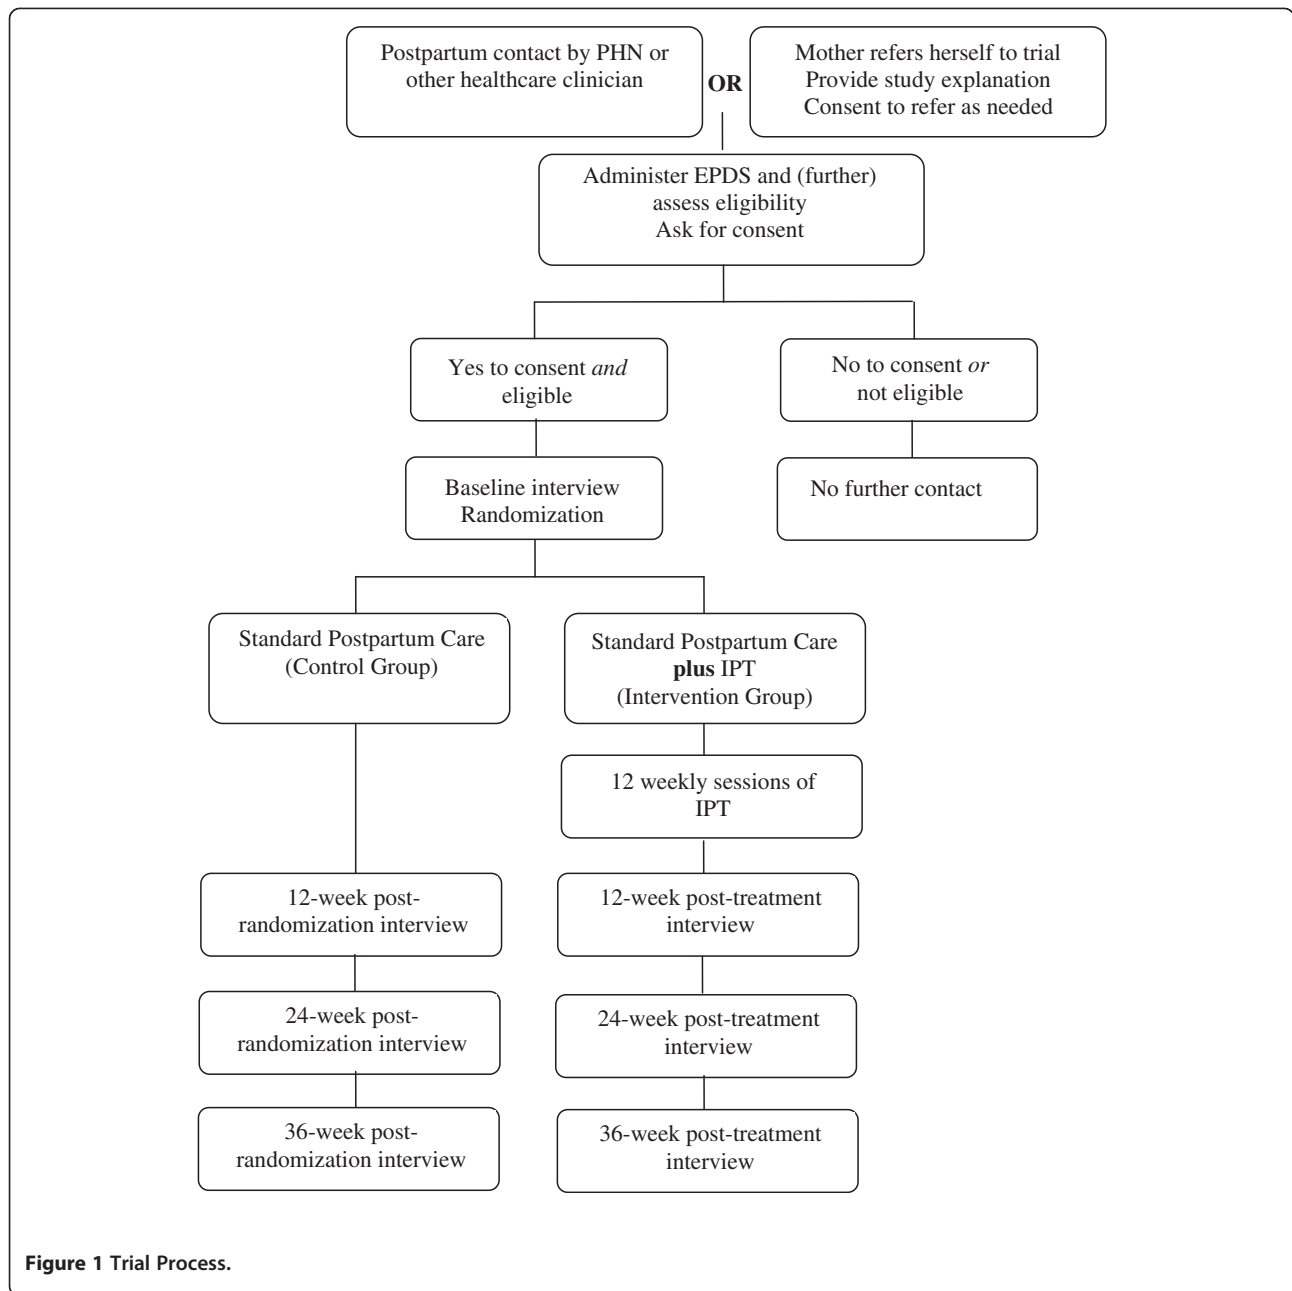 Postpartum contact by PHN or
other healthcare clinician
OR
Mother refers herself to trial
Provide study explanation
Consent to refer as needed
Administer EPDS and (further)
assess eligibility
Ask for consent
Yes to consent and
eligible
No to consent or
not eligible
Baseline interview
Randomization
No further contact
Standard Postpartum Care
(Control Group)
Standard Postpartum Care
plus IPT
(Intervention Group)
12 weekly sessions of
IPT
12-week post-
randomization interview
12-week post-treatment
interview
24-week post-
randomization interview
24-week post-treatment
interview
36-week post-
randomization interview
36-week post-treatment
interview
Figure 1 Trial Process.